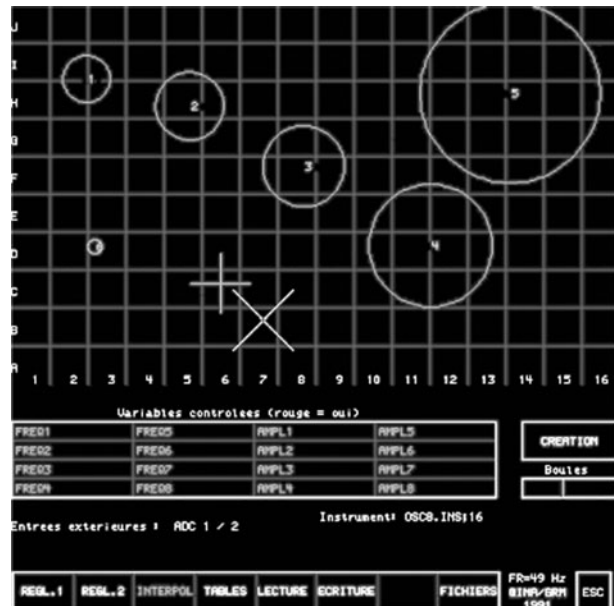 J
I
1
5
H
2
G
3
F
E
4
D
C
B
A
1 2 3 4 5 6 7 8 9 10 11 12 13 14 15 16
Variables controlees (rouge = oui)
FREQ1 FREQ5 AMPL1 AMPL5
FREQ2 FREQ6 AMPL2 AMPL6
FREQ3 FREQ7 AMPL3 AMPL7
FREQ4 FREQ8 AMPL4 AMPL8
CREATION
Boules
Instrument: OSC8.INS;16
Entrees exterieures : ADC 1 / 2
REGL.1 REGL.2 INTERPOL TABLES LECTURE ECRITURE FICHIERS
FR=49 Hz
@INA/GRM
1991
ESC